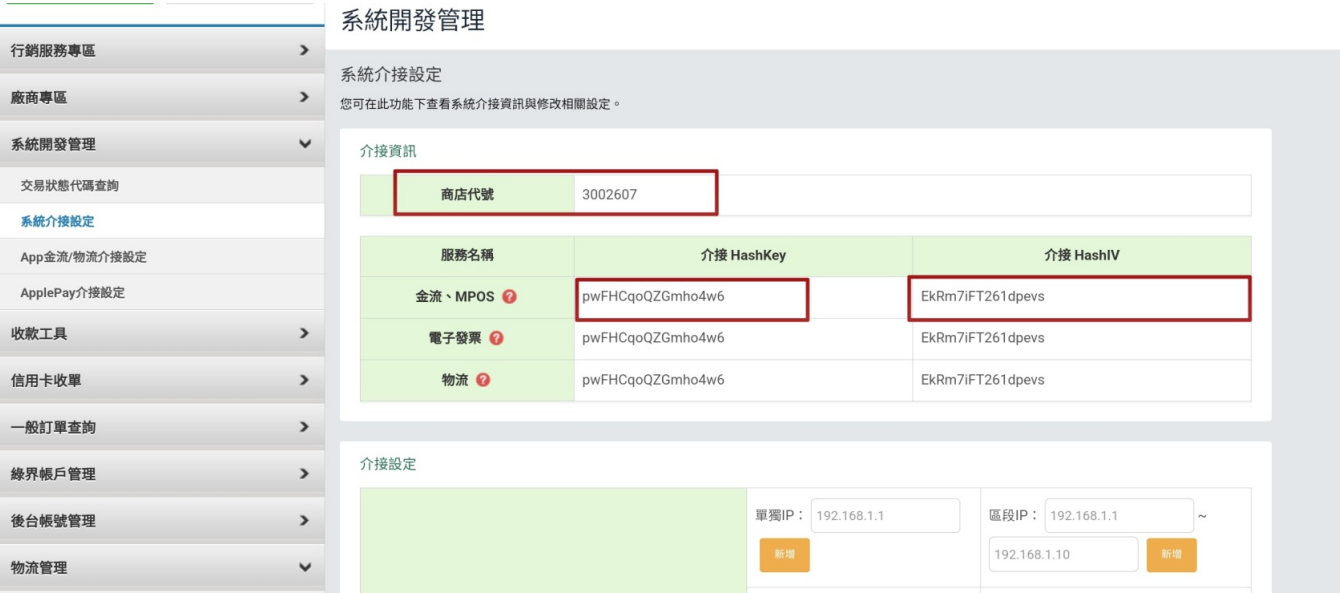 系統開發管理
行銷服務專區
廠商專區
系統開發管理
交易狀態代碼查詢
系統介接設定
App金流/物流介接設定
ApplePay介接設定
收款工具
信用卡收單
一般訂單查詢
綠界帳戶管理
後台帳號管理
物流管理
系統介接設定
您可在此功能下查看系統介接資訊與修改相關設定。
介接資訊
商店代號 3002607
服務名稱 介接 HashKey 介接 HashIV
金流、MPOS ? pwFHCqoQZGmho4w6 EkRm7iFT261dpevs
電子發票 ? pwFHCqoQZGmho4w6 EkRm7iFT261dpevs
物流 ? pwFHCqoQZGmho4w6 EkRm7iFT261dpevs
介接設定
單獨IP： 192.168.1.1 區段IP： 192.168.1.1 ~
新增 192.168.1.10 新增